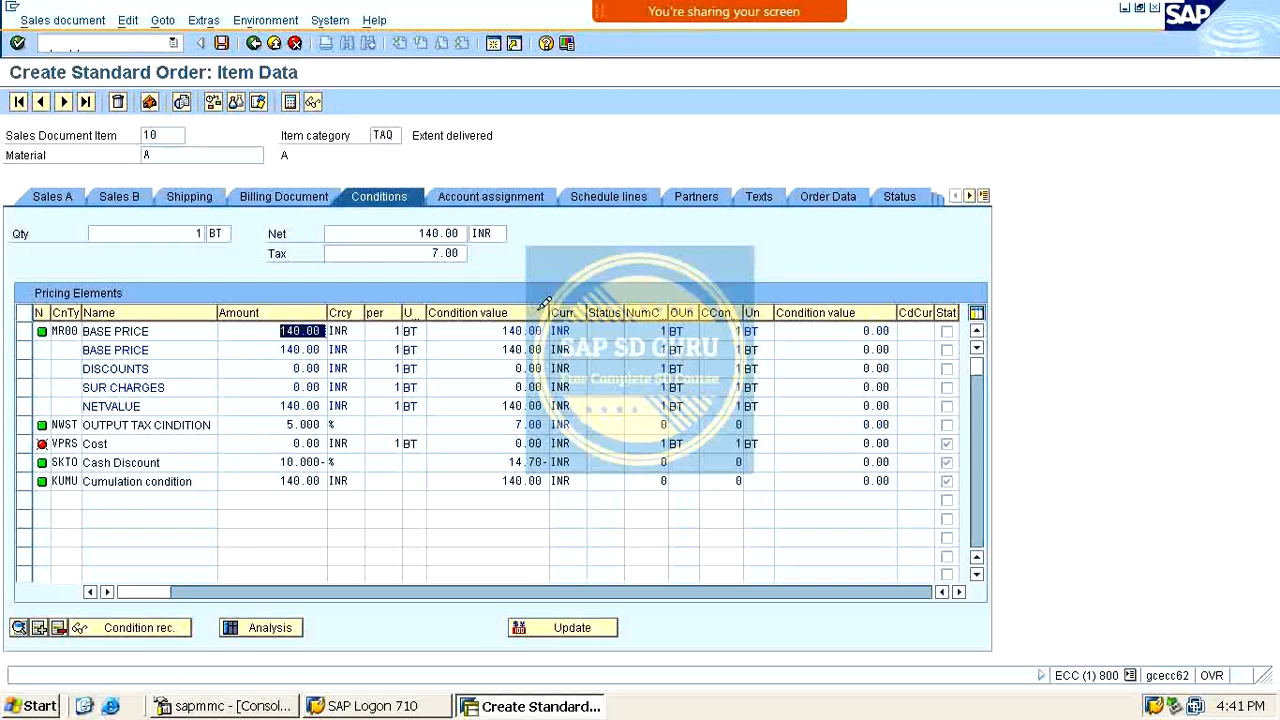 You're sharing your screen
Sales document Edit Goto Extras Environment System Help
SAP
Create Standard Order: Item Data
Sales Document Item 10 Item category TAQ Extent delivered
Material A A
Sales A Sales B Shipping Billing Document Conditions Account assignment Schedule lines Partners Texts Order Data Status
Qty 1 BT Net 140.00 INR
Tax 7.00
Pricing Elements
N CnTy Name Amount Crcy per U... Condition value Curr. Status NumC OUn CCon Un Condition value CdCur Stat
MR00 BASE PRICE 140.00 INR 1 BT 140.00 INR 1 BT 1 BT 0.00
BASE PRICE 140.00 INR 1 BT 140.00 INR 1 BT 1 BT 0.00
DISCOUNTS 0.00 INR 1 BT 0.00 INR 1 BT 1 BT 0.00
SUR CHARGES 0.00 INR 1 BT 0.00 INR 1 BT 1 BT 0.00
NETVALUE 140.00 INR 1 BT 140.00 INR 1 BT 1 BT 0.00
NWST OUTPUT TAX CINDITION 5.000 % 7.00 INR 0 0 0.00
VPRS Cost 0.00 INR 1 BT 0.00 INR 1 BT 1 BT 0.00
SKTO Cash Discount 10.000- % 14.70- INR 0 0 0.00
KUMU Cumulation condition 140.00 INR 140.00 INR 0 0 0.00
SAP SD GURU
Free Complete SD Course
Condition rec. Analysis Update
ECC (1) 800 gcecc62 OVR
Start sapmmc - [Consol... SAP Logon 710 Create Standard... 4:41 PM